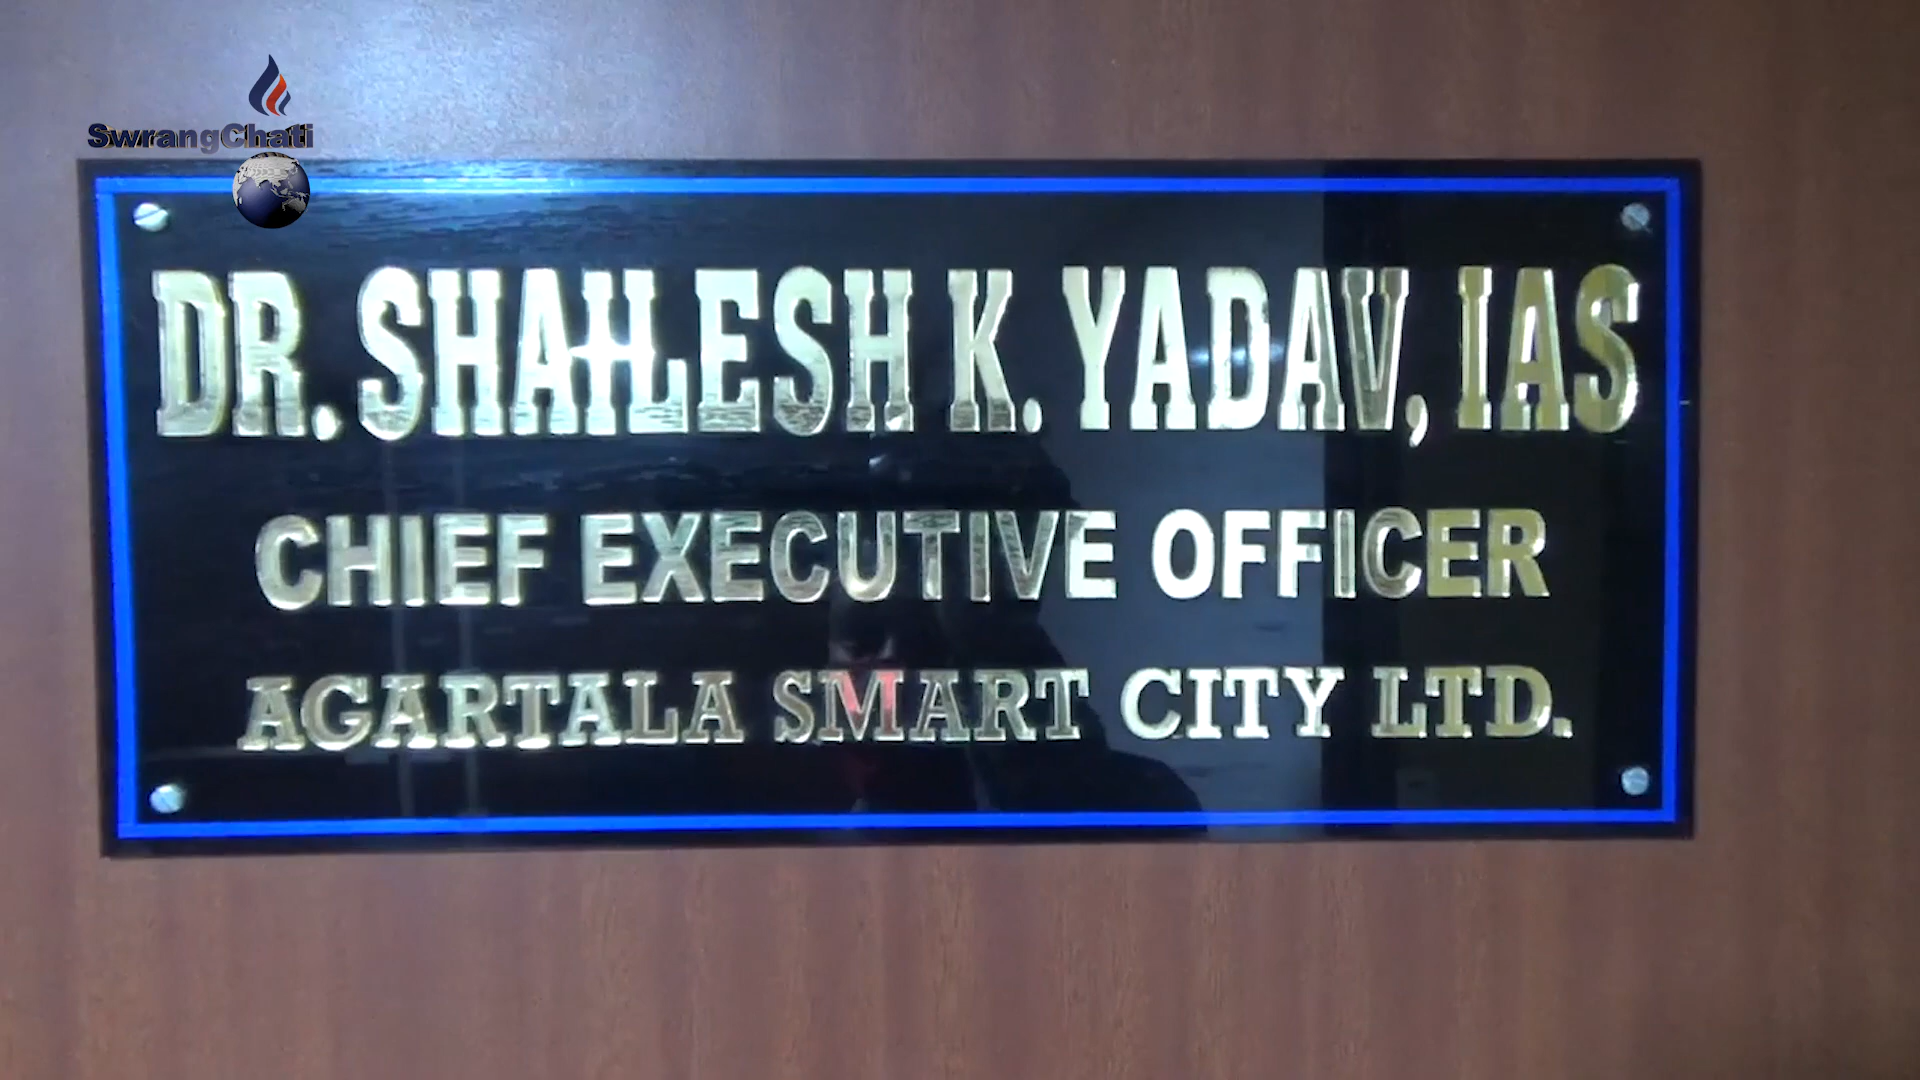 SwrangChati
DR. SHAILESH K. YADAV, IAS
CHIEF EXECUTIVE OFFICER
AGARTALA SMART CITY LTD.